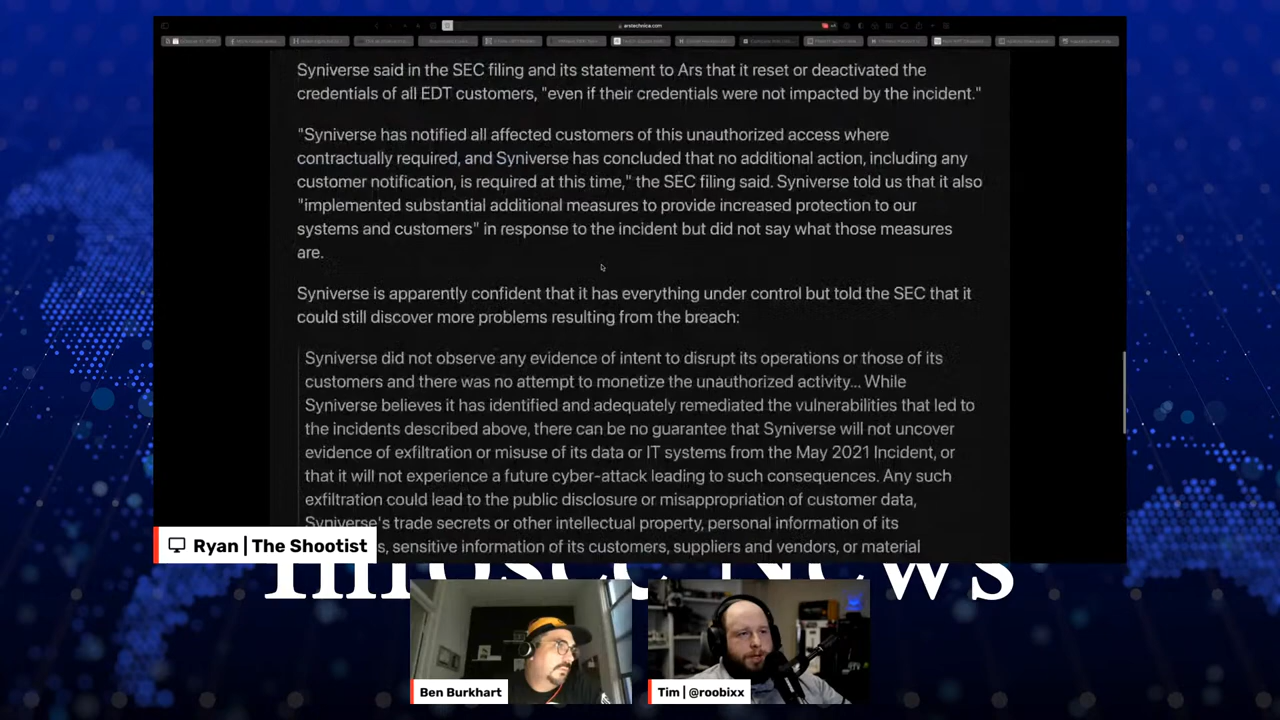 arstechnica.com
Syniverse said in the SEC filing and its statement to Ars that it reset or deactivated the
credentials of all EDT customers, "even if their credentials were not impacted by the incident."
"Syniverse has notified all affected customers of this unauthorized access where
contractually required, and Syniverse has concluded that no additional action, including any
customer notification, is required at this time," the SEC filing said. Syniverse told us that it also
"implemented substantial additional measures to provide increased protection to our
systems and customers" in response to the incident but did not say what those measures
are.
Syniverse is apparently confident that it has everything under control but told the SEC that it
could still discover more problems resulting from the breach:
Syniverse did not observe any evidence of intent to disrupt its operations or those of its
customers and there was no attempt to monetize the unauthorized activity... While
Syniverse believes it has identified and adequately remediated the vulnerabilities that led to
the incidents described above, there can be no guarantee that Syniverse will not uncover
evidence of exfiltration or misuse of its data or IT systems from the May 2021 Incident, or
that it will not experience a future cyber-attack leading to such consequences. Any such
exfiltration could lead to the public disclosure or misappropriation of customer data,
Syniverse's trade secrets or other intellectual property, personal information of its
sensitive information of its customers, suppliers and vendors, or material
Ryan | The Shootist
Infosec News
Ben Burkhart
Tim | @roobixx